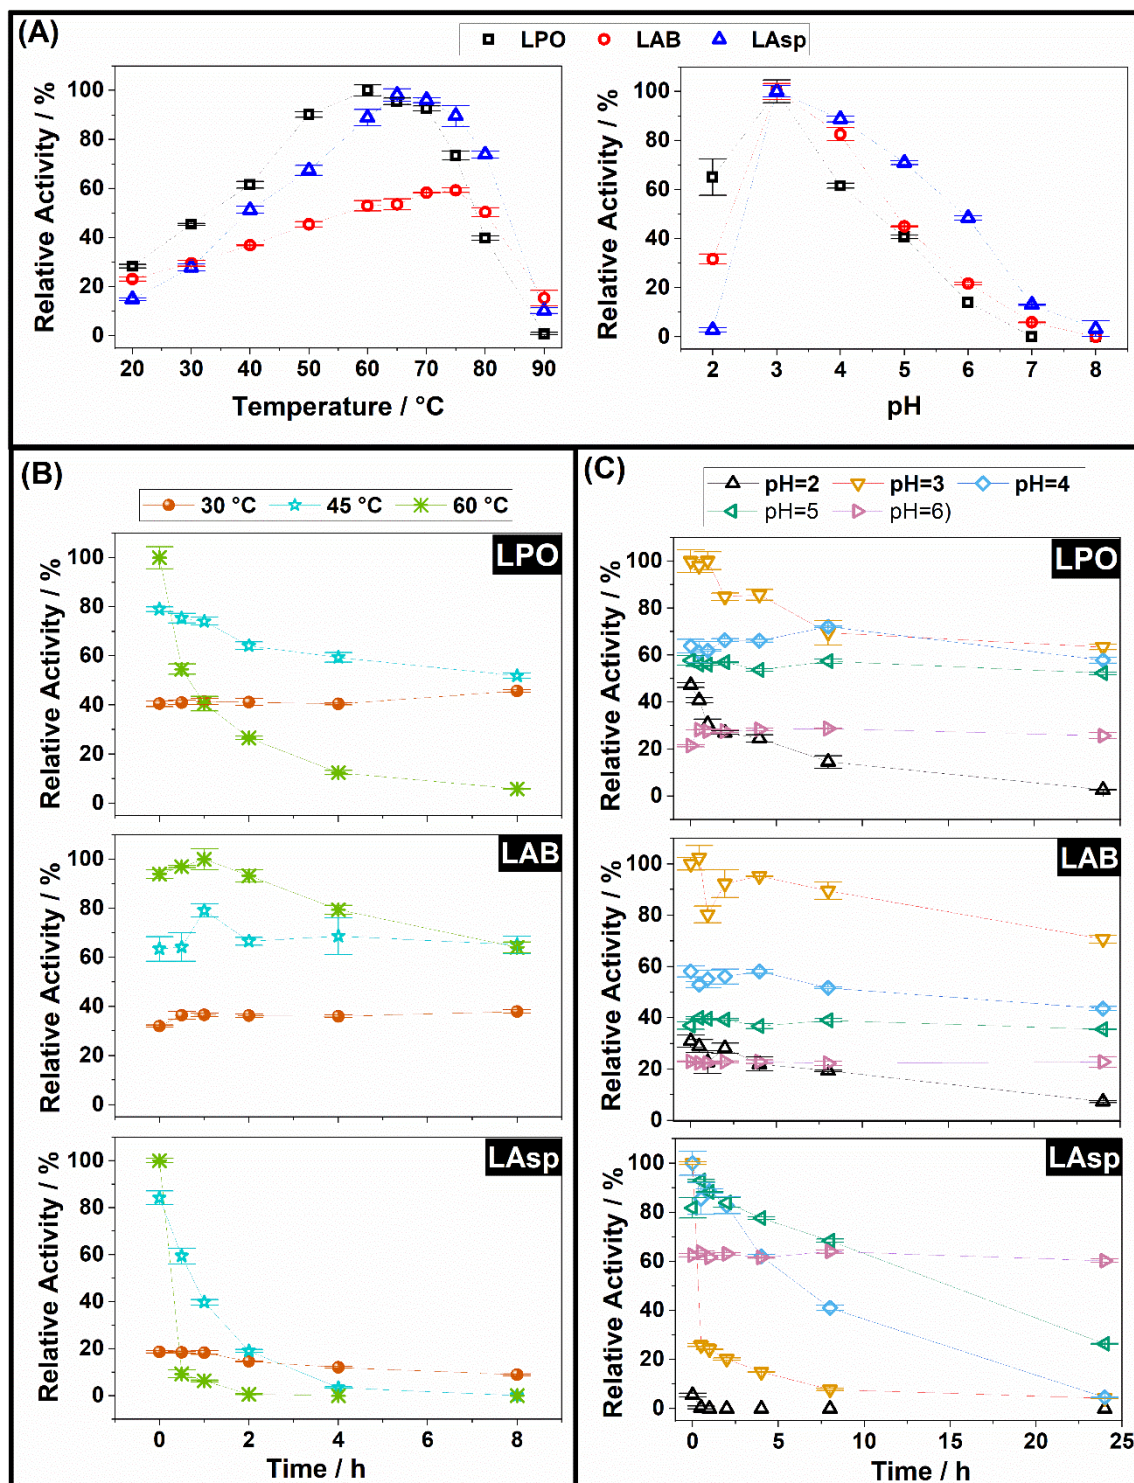 (A)
LPO LAB LAsp
Relative Activity / %
100
80
60
40
20
0
20 30 40 50 60 70 80 90
Temperature / °C
Relative Activity / %
100
80
60
40
20
0
2 3 4 5 6 7 8
pH
(B)
30 °C 45 °C 60 °C
LPO
Relative Activity / %
100
80
60
40
20
0
LAB
Relative Activity / %
100
80
60
40
20
0
LAsp
Relative Activity / %
100
80
60
40
20
0
0 2 4 6 8
Time / h
(C)
pH=2 pH=3 pH=4
pH=5 pH=6)
LPO
Relative Activity / %
100
80
60
40
20
0
LAB
Relative Activity / %
100
80
60
40
20
0
LAsp
Relative Activity / %
100
80
60
40
20
0
0 5 10 15 20 25
Time / h